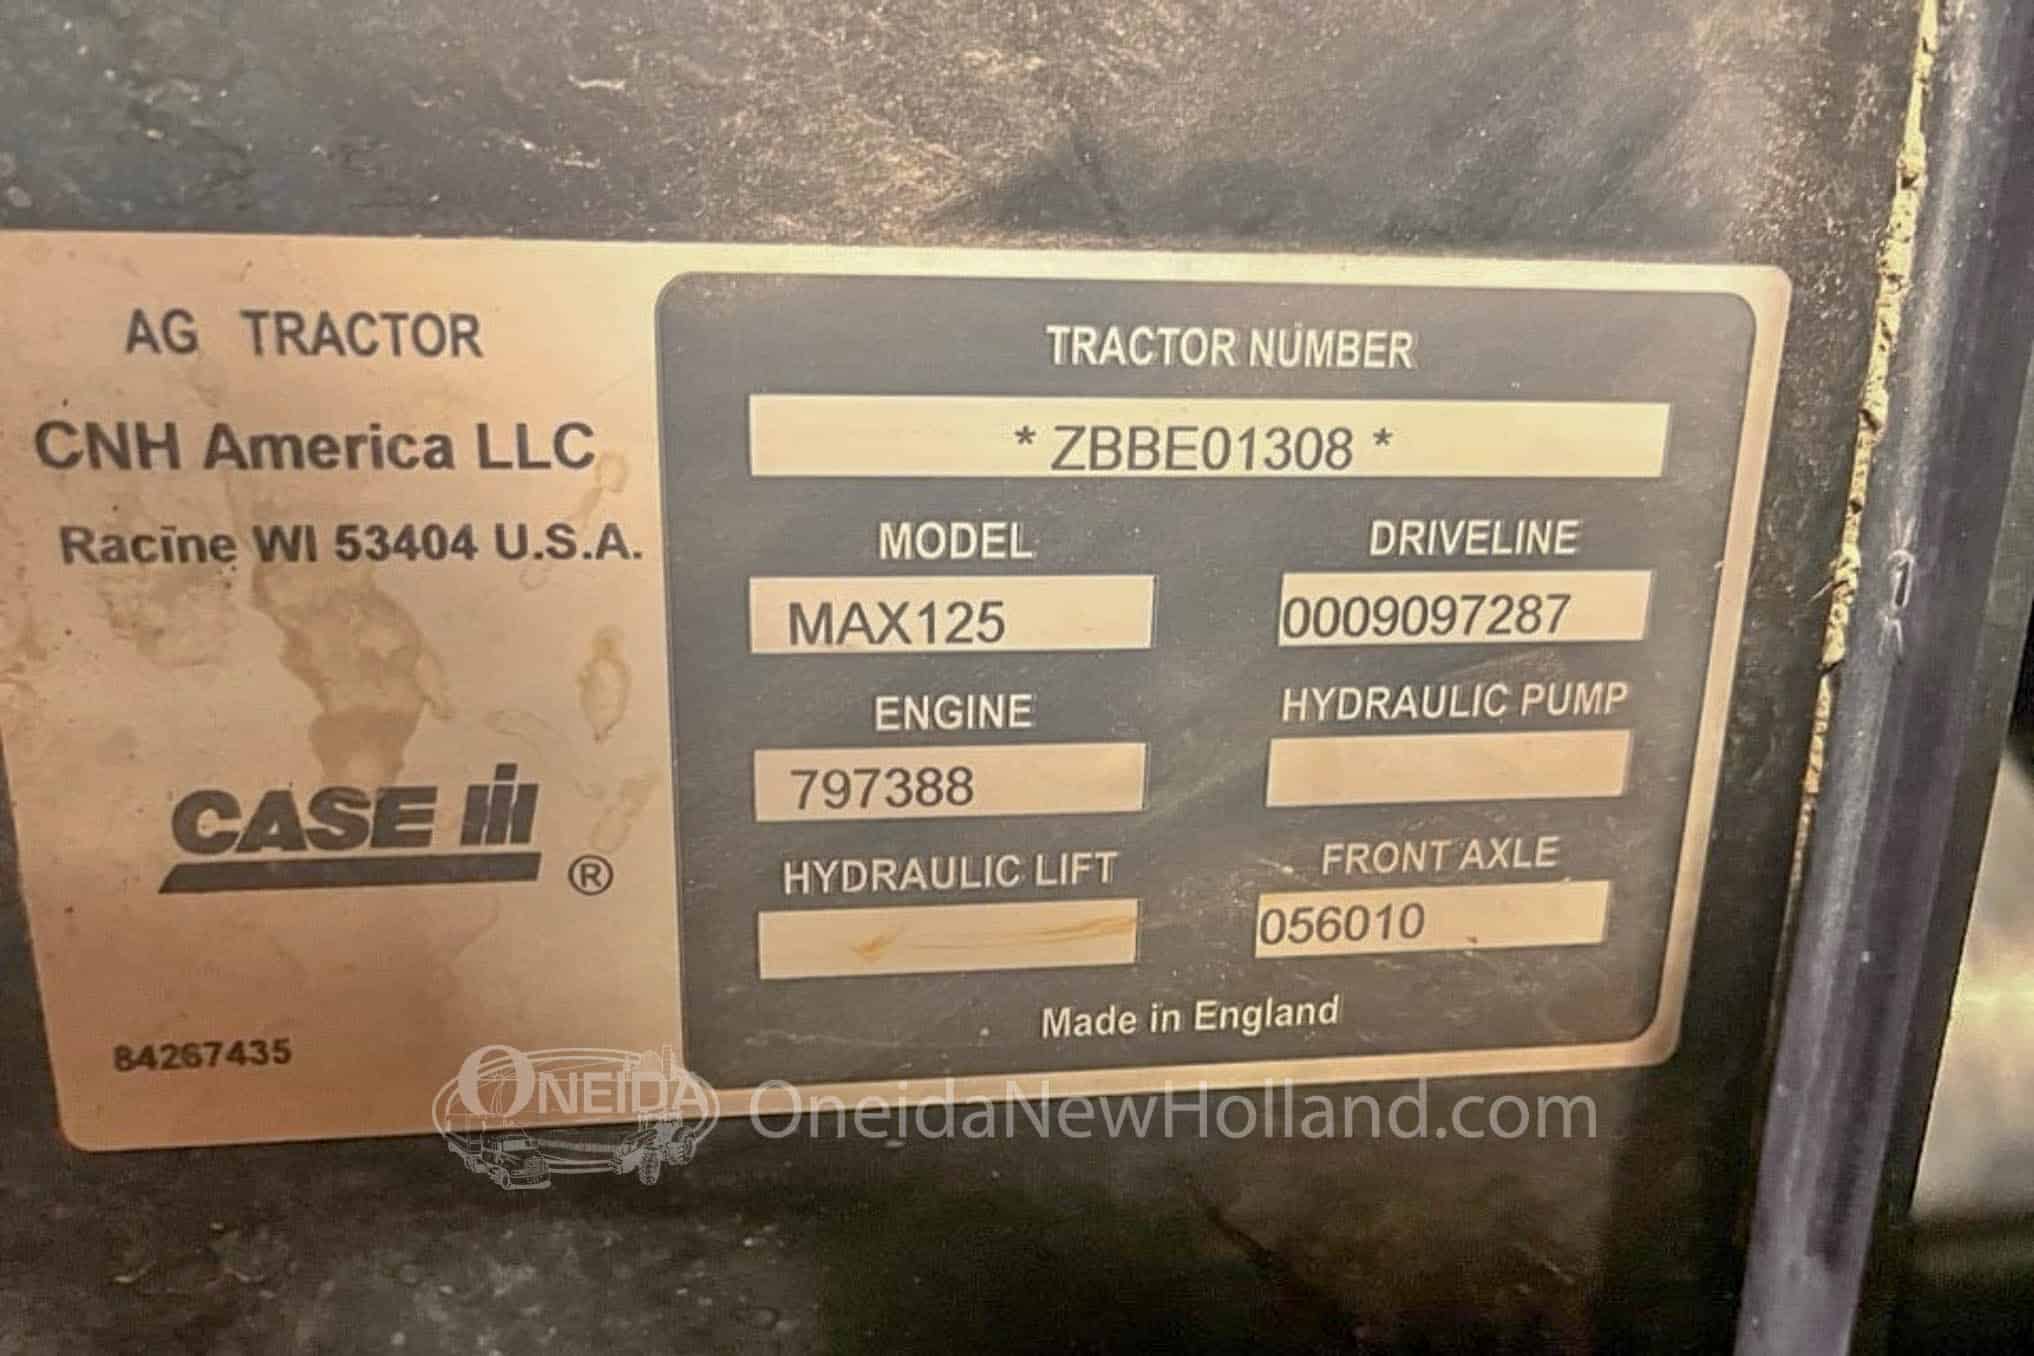 AG TRACTOR
CNH America LLC
Racine WI 53404 U.S.A.
CASE IH
®
84267435
TRACTOR NUMBER
* ZBBE01308 *
MODEL
MAX125
DRIVELINE
0009097287
ENGINE
797388
HYDRAULIC PUMP
HYDRAULIC LIFT
FRONT AXLE
056010
Made in England
ONEIDA
OneidaNewHolland.com